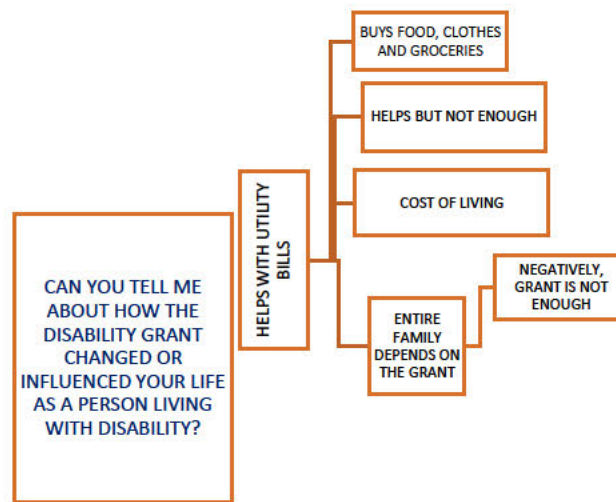 CAN YOU TELL ME
ABOUT HOW THE
DISABILITY GRANT
CHANGED OR
INFLUENCED YOUR LIFE
AS A PERSON LIVING
WITH DISABILITY?
HELPS WITH UTILITY
BILLS
BUYS FOOD, CLOTHES
AND GROCERIES
HELPS BUT NOT ENOUGH
COST OF LIVING
ENTIRE
FAMILY
DEPENDS ON
THE GRANT
NEGATIVELY,
GRANT IS NOT
ENOUGH